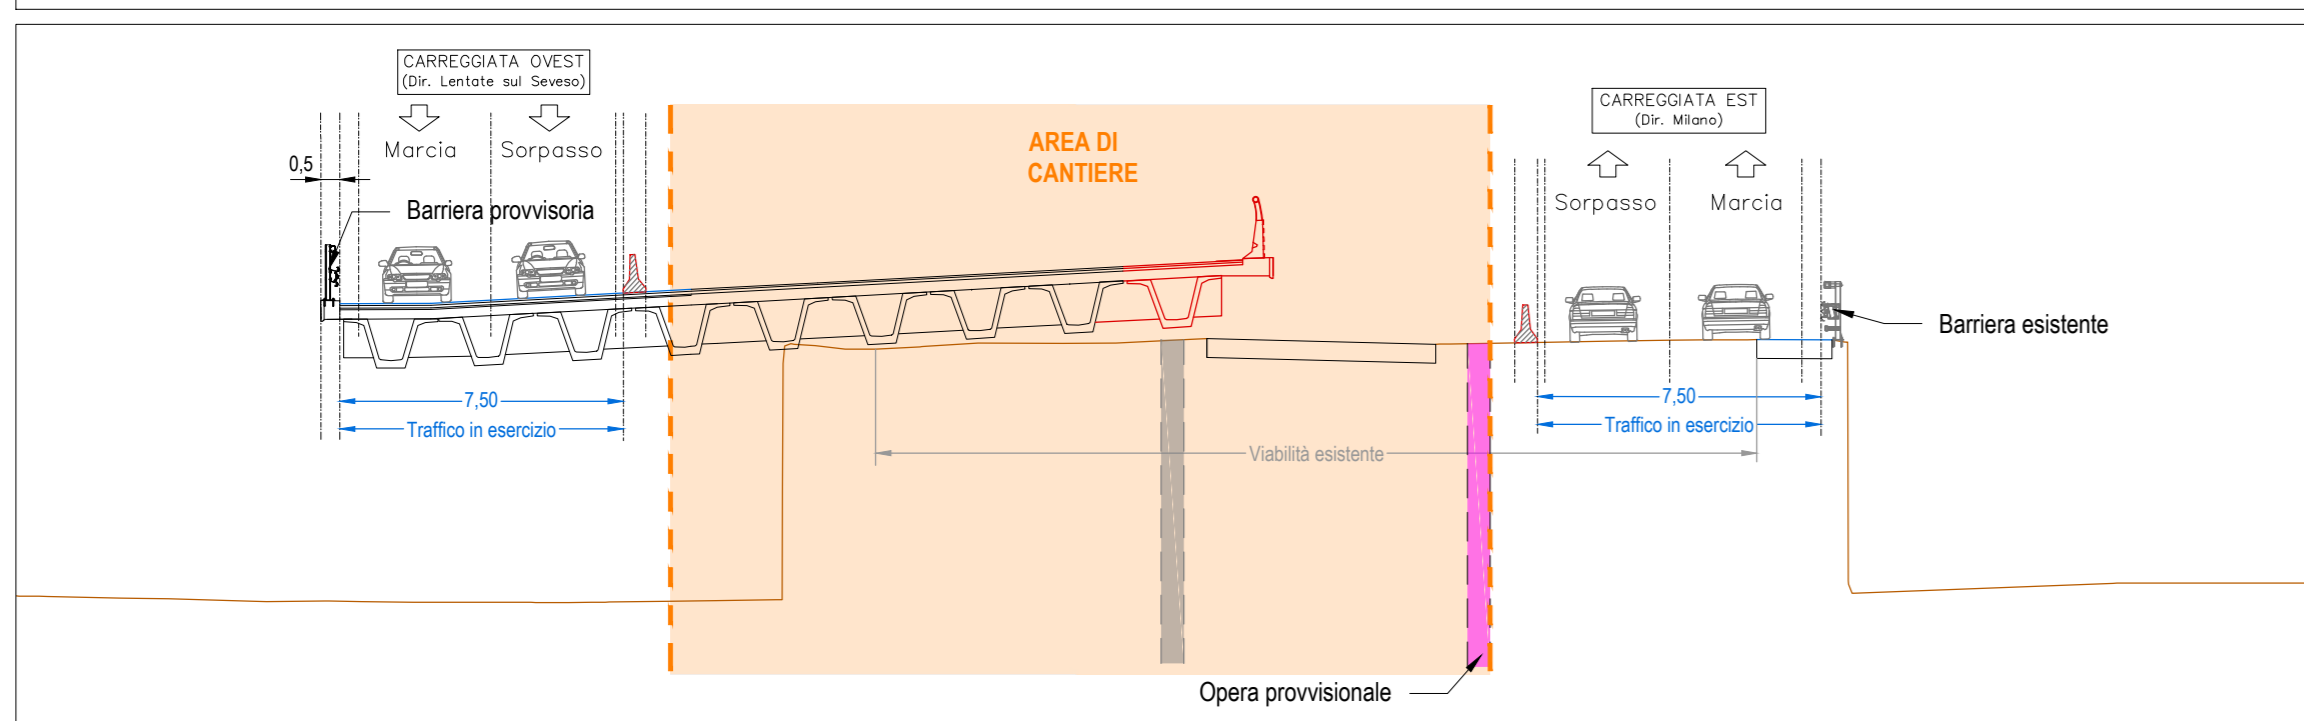 CARREGGIATA OVEST
(Dir. Lentate sul Seveso)
Marcia
Sorpasso
0,5
Barriera provvisoria
7,50
Traffico in esercizio
AREA DI
CANTIERE
CARREGGIATA EST
(Dir. Milano)
Sorpasso
Marcia
Barriera esistente
7,50
Traffico in esercizio
Viabilità esistente
Opera provvisionale